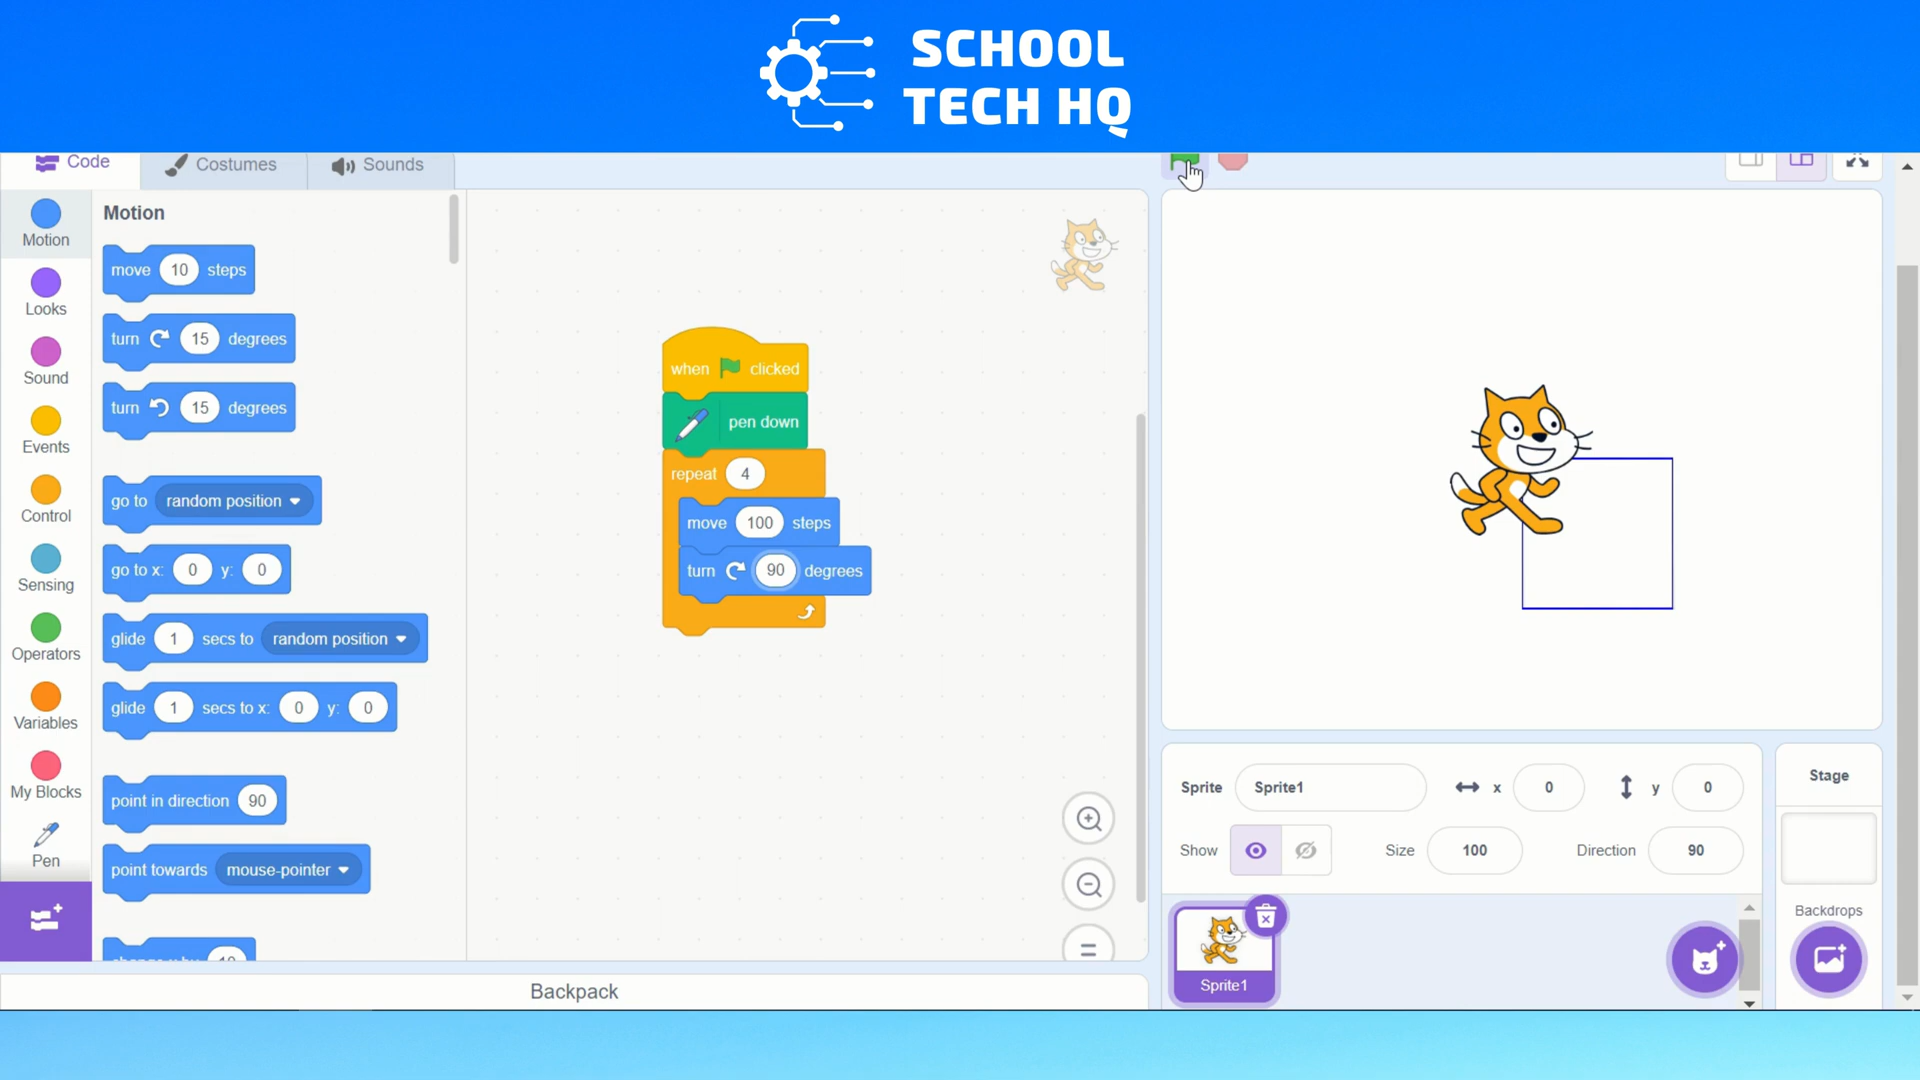 SCHOOL
TECH HQ
Code
Costumes
Sounds
Motion
Looks
Sound
Events
Control
Sensing
Operators
Variables
My Blocks
Pen
Motion
move 10 steps
turn 15 degrees
turn 15 degrees
go to random position
go to x: 0 y: 0
glide 1 secs to random position
glide 1 secs to x: 0 y: 0
point in direction 90
point towards mouse-pointer
when clicked
pen down
repeat 4
move 100 steps
turn 90 degrees
Backpack
Sprite Sprite1 x 0 y 0
Show Size 100 Direction 90
Sprite1
Stage
Backdrops